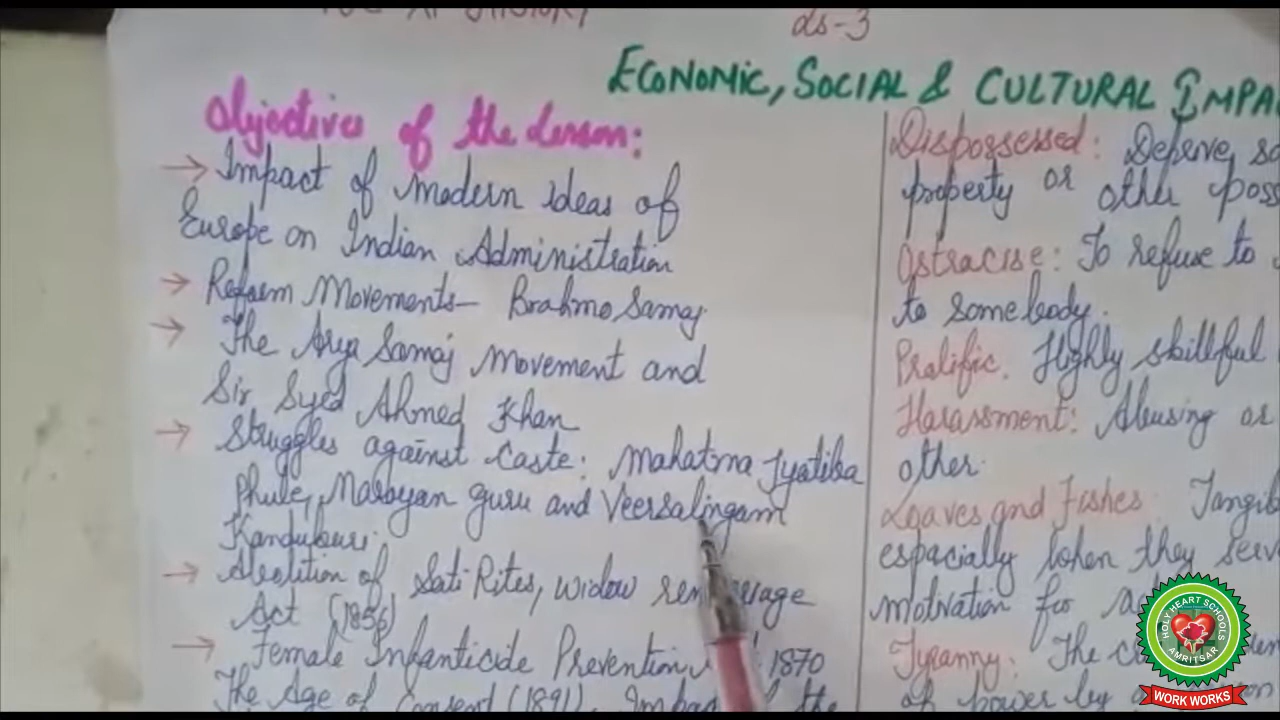 ds-3
ECONOMIC, SOCIAL & CULTURAL IMPA
Objectives of the Lesson:
→ Impact of Modern ideas of
Europe on Indian Administration
→ Reform Movements- Brahmo Samaj
→ The Arya Samaj Movement and
Sir Syed Ahmed Khan
→ Struggles against Caste: Mahatma Jyotiba
Phule, Narayan guru and Veersalingam
Kandukuri.
→ Abolition of Sati Rites, widow
Act (1856)
→ Female Infanticide Prevention 1870
The Age of Consent (1891), the
Dispossessed: Deprive
property or other poss
Ostracise: To refuse to
to somebody.
Prolific. Highly skillful
Harassment: Abusing or
other.
Loaves and Fishes: Tangib
espacially when they serv
motivation for
Tyranny: The
of power by
HOLY HEART SCHOOLS
AMRITSAR
WORK WORKS